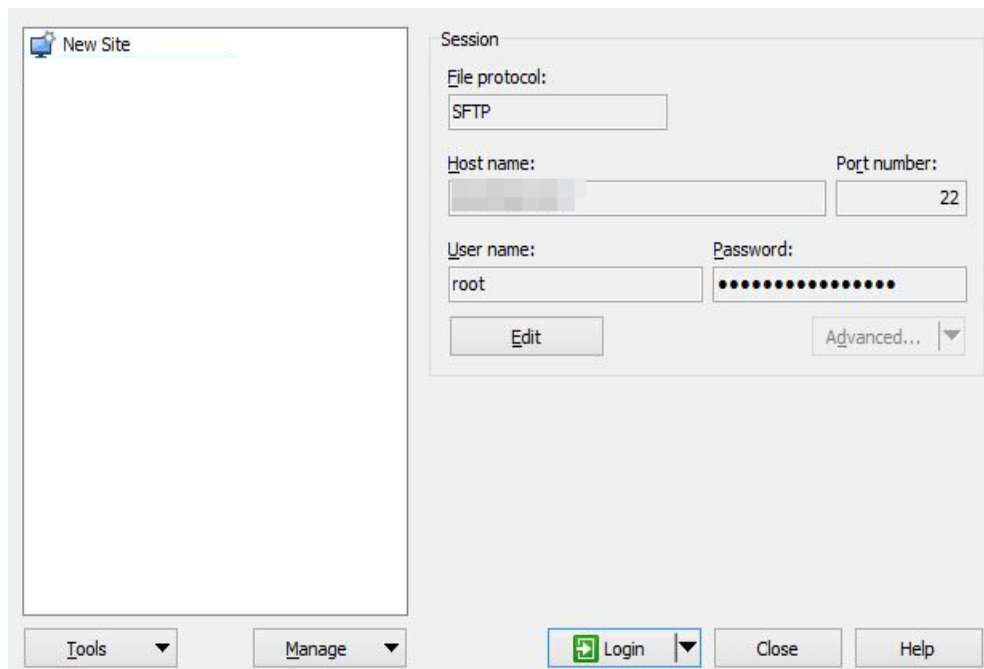 New Site
Session
File protocol:
SFTP
Host name:
Port number:
22
User name:
Password:
root
••••••••••••••••
Edit
Advanced...
Tools
Manage
Login
Close
Help